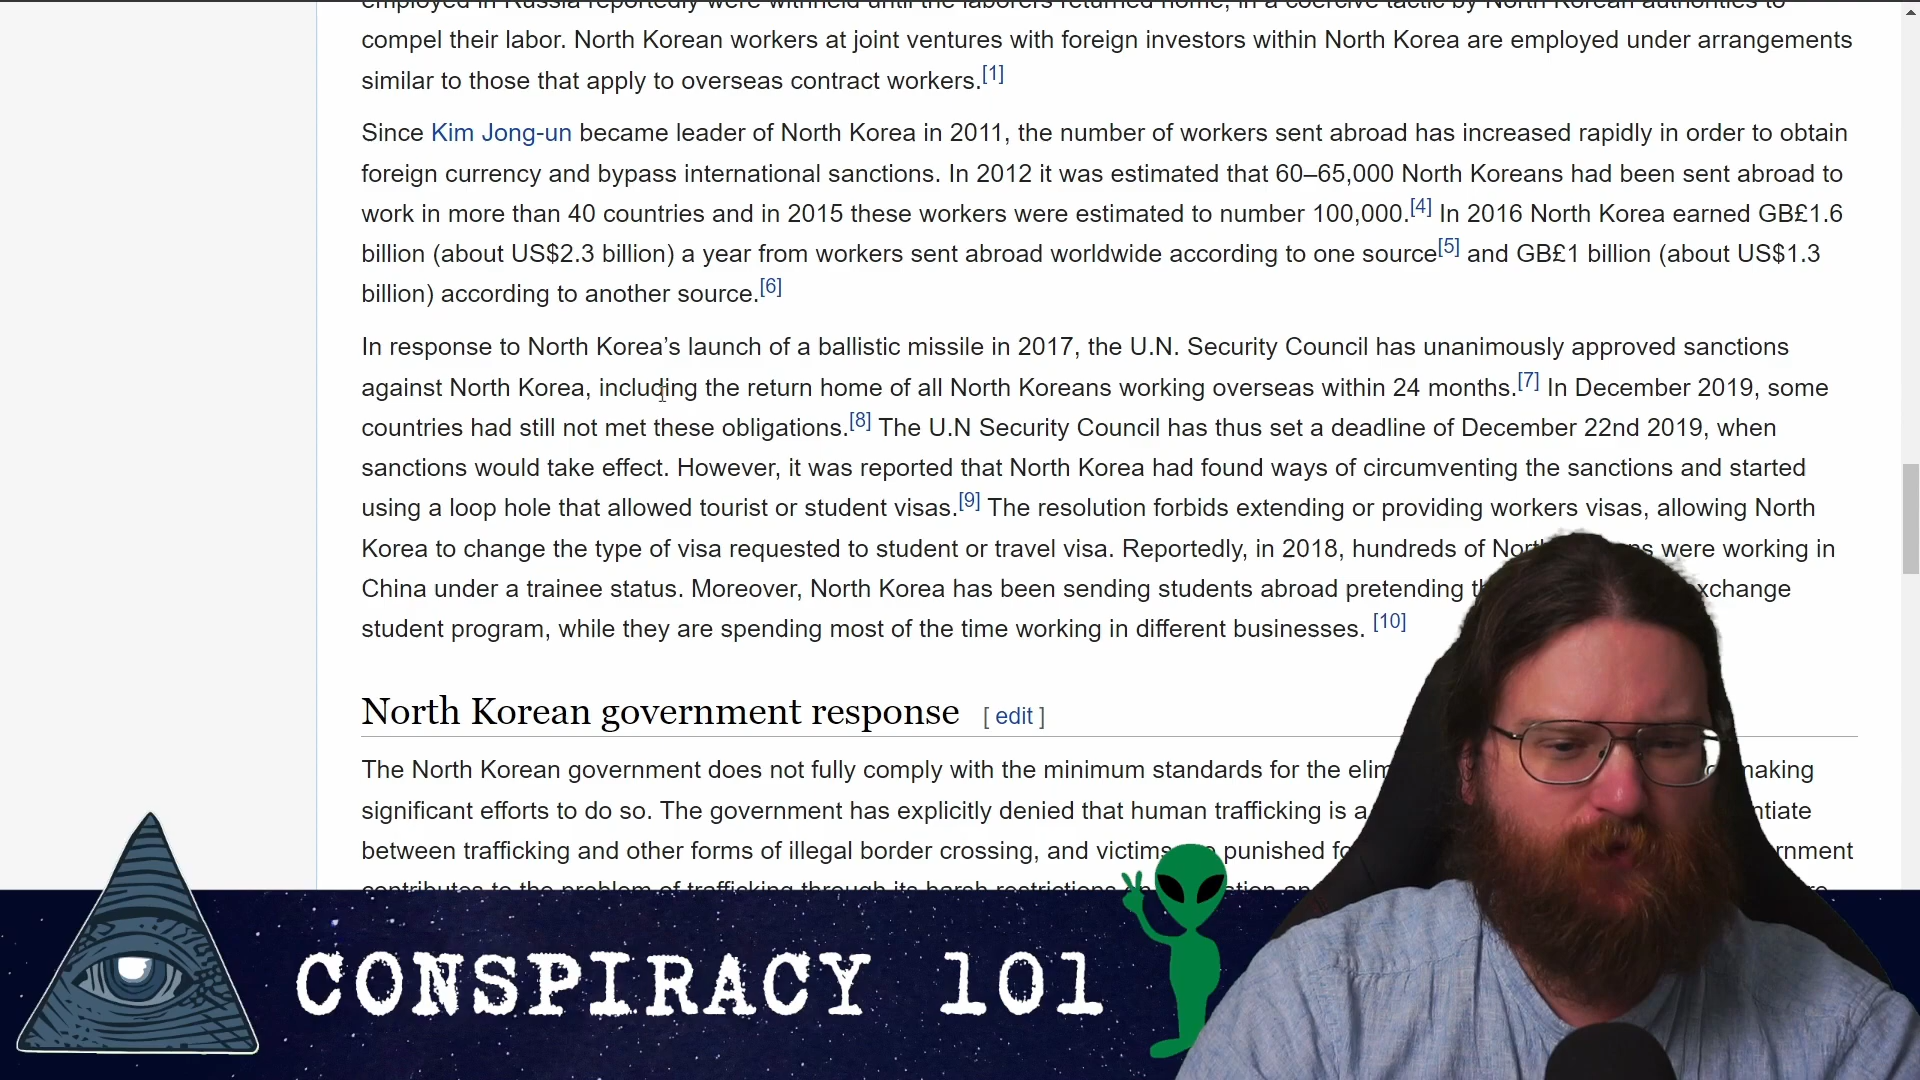 compel their labor. North Korean workers at joint ventures with foreign investors within North Korea are employed under arrangements
similar to those that apply to overseas contract workers.[1]
Since Kim Jong-un became leader of North Korea in 2011, the number of workers sent abroad has increased rapidly in order to obtain
foreign currency and bypass international sanctions. In 2012 it was estimated that 60–65,000 North Koreans had been sent abroad to
work in more than 40 countries and in 2015 these workers were estimated to number 100,000.[4] In 2016 North Korea earned GB£1.6
billion (about US$2.3 billion) a year from workers sent abroad worldwide according to one source[5] and GB£1 billion (about US$1.3
billion) according to another source.[6]
In response to North Korea’s launch of a ballistic missile in 2017, the U.N. Security Council has unanimously approved sanctions
against North Korea, including the return home of all North Koreans working overseas within 24 months.[7] In December 2019, some
countries had still not met these obligations.[8] The U.N Security Council has thus set a deadline of December 22nd 2019, when
sanctions would take effect. However, it was reported that North Korea had found ways of circumventing the sanctions and started
using a loop hole that allowed tourist or student visas.[9] The resolution forbids extending or providing workers visas, allowing North
Korea to change the type of visa requested to student or travel visa. Reportedly, in 2018, hundreds of were working in
China under a trainee status. Moreover, North Korea has been sending students abroad pretending
student program, while they are spending most of the time working in different businesses. [10]
North Korean government response [ edit ]
The North Korean government does not fully comply with the minimum standards for the making
significant efforts to do so. The government has explicitly denied that human trafficking is a
between trafficking and other forms of illegal border crossing, and victims punished
CONSPIRACY 101